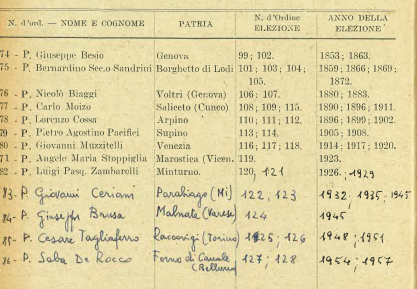 N. d'ord. — NOME E COGNOME PATRIA N. d'Ordine ELEZIONE ANNO DELLA ELEZIONE
74 - P. Giuseppe Besio Genova 99; 102. 1853; 1863.
75 - P. Bernardino Sec.o Sandrini Borghetto di Lodi 101; 103; 104; 105. 1859; 1866; 1869; 1872.
76 - P. Nicolò Biaggi Voltri (Genova) 106; 107. 1880; 1883.
77 - P. Carlo Moizo Saliceto (Cuneo) 108; 109; 115. 1890; 1896; 1911.
78 - P. Lorenzo Cossa Arpino 110; 111; 112. 1896; 1899; 1902.
79 P. Pietro Agostino Pacifici Supino 113; 114. 1905; 1908.
80 - P. Giovanni Muzzitelli Venezia 116; 117; 118. 1914; 1917; 1920.
71 - P. Angelo Maria Stoppiglia Marostica (Vicen. 119. 1923.
82 - P. Luigi Pasq. Zambarelli Minturno. 120, 121 1926.; 1929
83 - P. Giovanni Ceriani Parabiago (Mi) 122, 123 1932, 1935, 1945
84 - P. Giuseppe Brusa Malnate (Varese) 124 1945
85 - P. Cesare Tagliaferro Racconigi (Torino) 125; 126 1948; 1951
86 - P. Saba De Rocco Forno di Canale (Belluno) 127; 128 1954, 1957